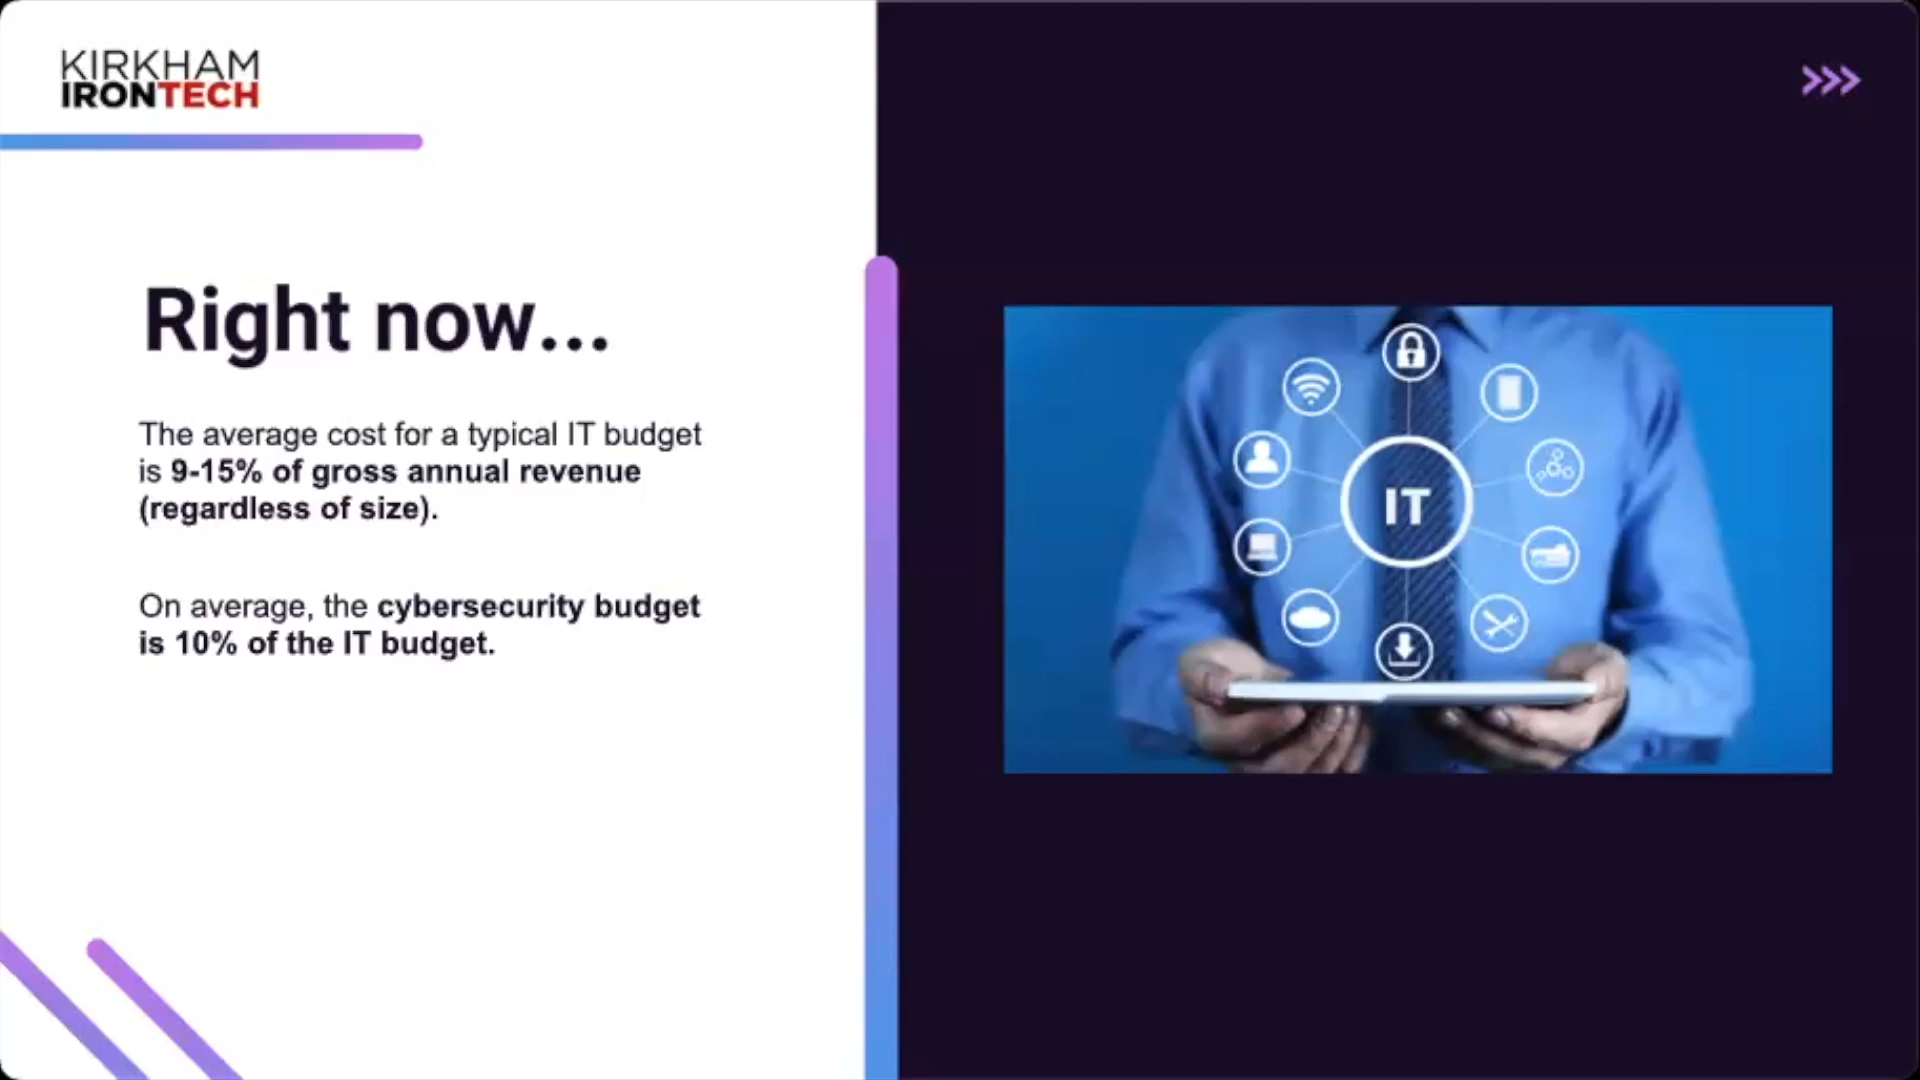 KIRKHAM
IRONTECH
Right now...
The average cost for a typical IT budget
is 9-15% of gross annual revenue
(regardless of size).
On average, the cybersecurity budget
is 10% of the IT budget.
IT